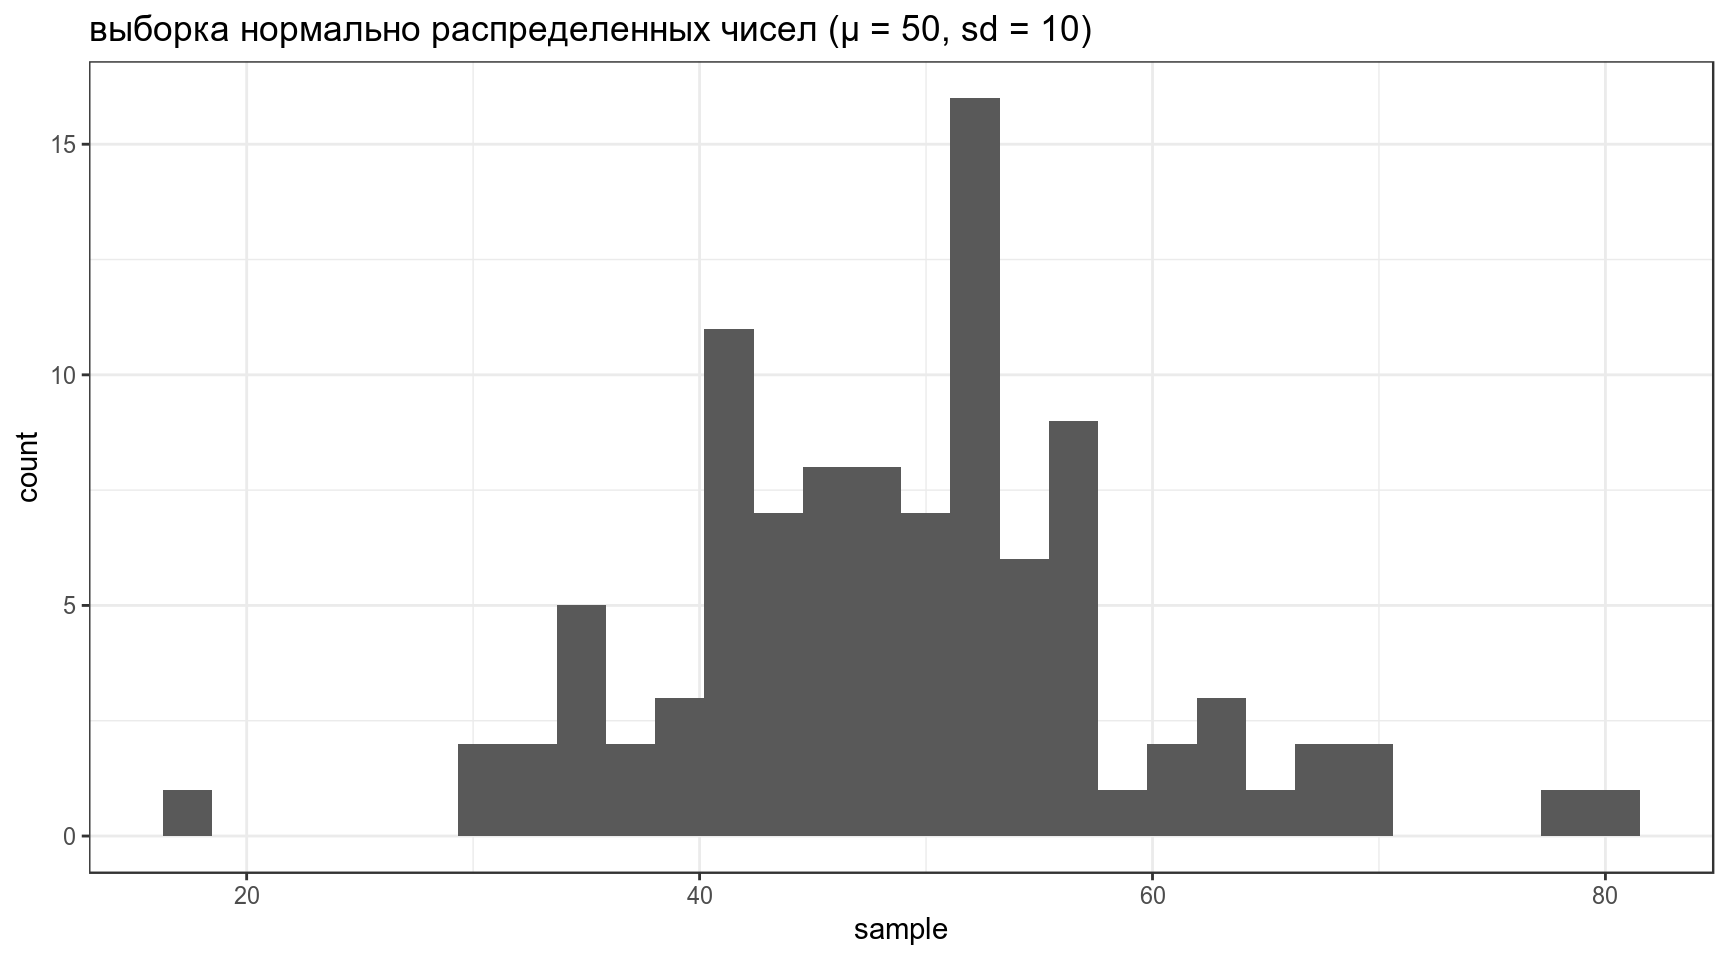 выборка нормально распределенных чисел (μ = 50, sd = 10)
15
10
5
0
count
20 40 60 80
sample